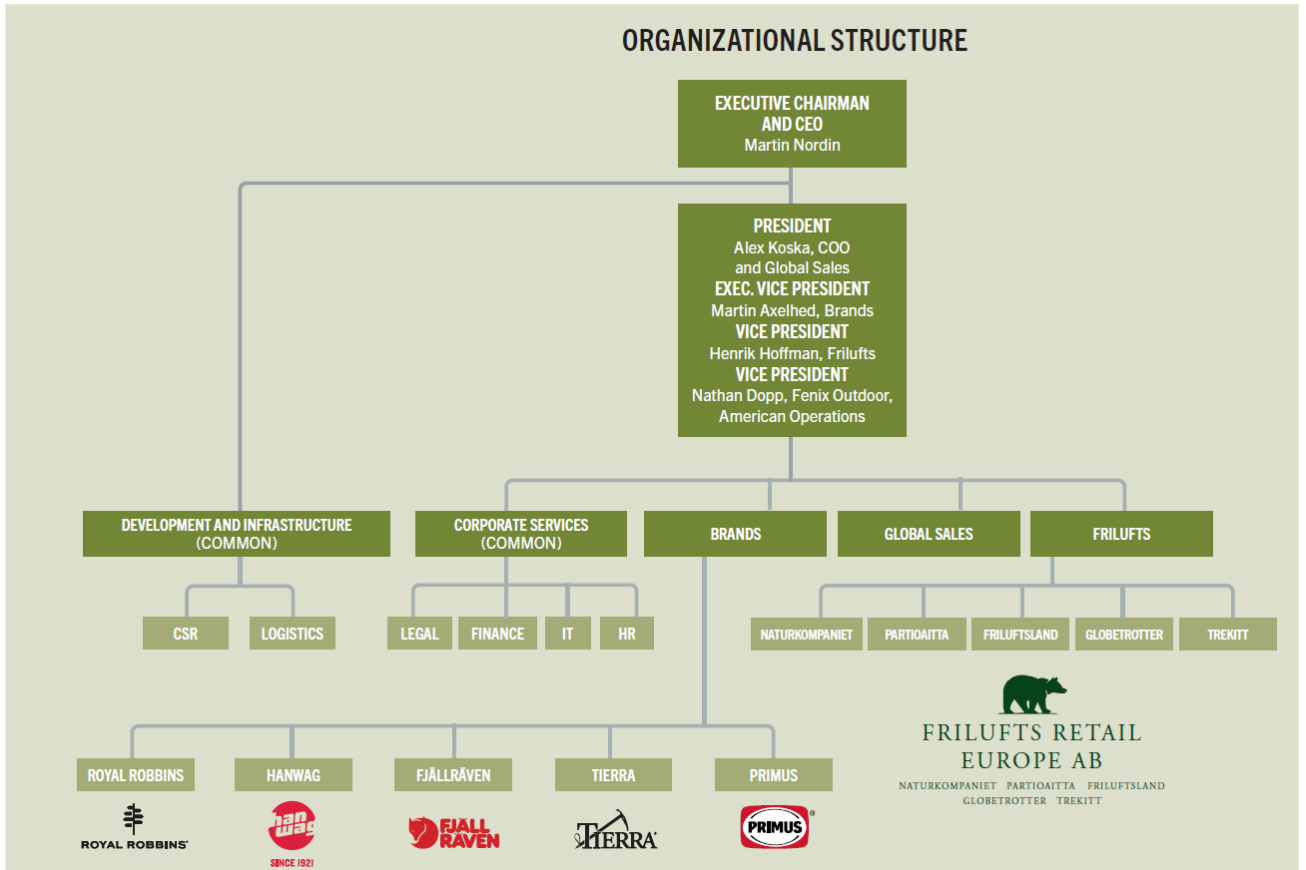 ORGANIZATIONAL STRUCTURE
EXECUTIVE CHAIRMAN
AND CEO
Martin Nordin
PRESIDENT
Alex Koska, COO
and Global Sales
EXEC. VICE PRESIDENT
Martin Axelhed, Brands
VICE PRESIDENT
Henrik Hoffman, Frilufts
VICE PRESIDENT
Nathan Dopp, Fenix Outdoor,
American Operations
DEVELOPMENT AND INFRASTRUCTURE
(COMMON)
CORPORATE SERVICES
(COMMON)
BRANDS
GLOBAL SALES
FRILUFTS
CSR
LOGISTICS
LEGAL
FINANCE
IT
HR
NATURKOMPANIET
PARTIOAITTA
FRILUFTSLAND
GLOBETROTTER
TREKITT
FRILUFTS RETAIL
EUROPE AB
NATURKOMPANIET PARTIOAITTA FRILUFTSLAND
GLOBETROTTER TREKITT
ROYAL ROBBINS
HANWAG
FJÄLLRÄVEN
TIERRA
PRIMUS
ROYAL ROBBINS®
han
wag
SINCE 1921
FJÄLL
RÄVEN
TIERRA®
PRIMUS®